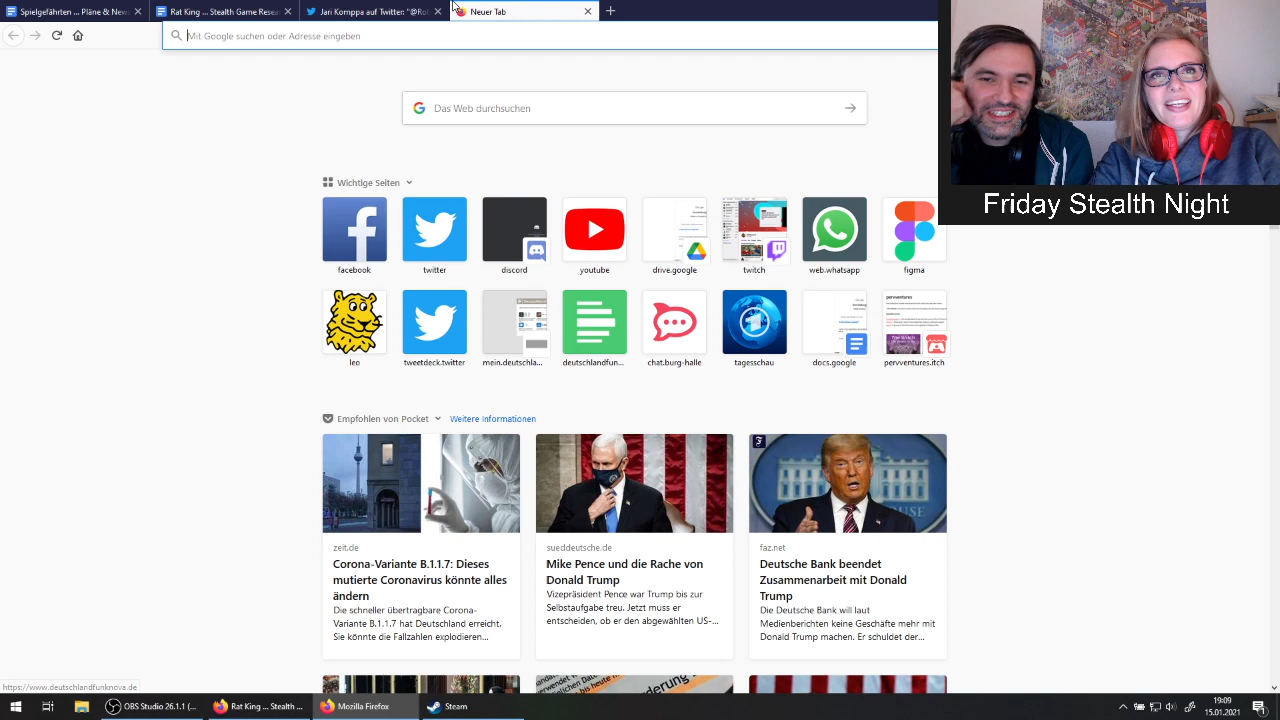 Spielgefährten ... Pläne & News
Rat King ... Stealth Game Resea
Jari Komppa auf Twitter: "@Rob
Neuer Tab
Mit Google suchen oder Adresse eingeben
Das Web durchsuchen
Friday Stealth Night
Wichtige Seiten
facebook
twitter
discord
youtube
drive.google
twitch
web.whatsapp
figma
pervventures
leo
tweetdeck.twitter
mein.deutschla...
deutschlandfun...
chat.burg-halle
tagesschau
docs.google
pervventures.itch
Empfohlen von Pocket
Weitere Informationen
zeit.de
Corona-Variante B.1.1.7: Dieses
mutierte Coronavirus könnte alles
ändern
Die schneller übertragbare Corona-
Variante B.1.1.7 hat Deutschland erreicht.
Sie könnte die Fallzahlen explodieren...
sueddeutsche.de
Mike Pence und die Rache von
Donald Trump
Vizepräsident Pence war Trump bis zur
Selbstaufgabe treu. Jetzt muss er
entscheiden, ob er den abgewählten US-...
faz.net
Deutsche Bank beendet
Zusammenarbeit mit Donald
Trump
Die Deutsche Bank will laut
Medienberichten keine Geschäfte mehr mit
Donald Trump machen. Er schuldet der...
https://www.deutschlandfunknova.de
OBS Studio 26.1.1 (...
Rat King ... Stealth ...
Mozilla Firefox
Steam
19:09
15.01.2021
1